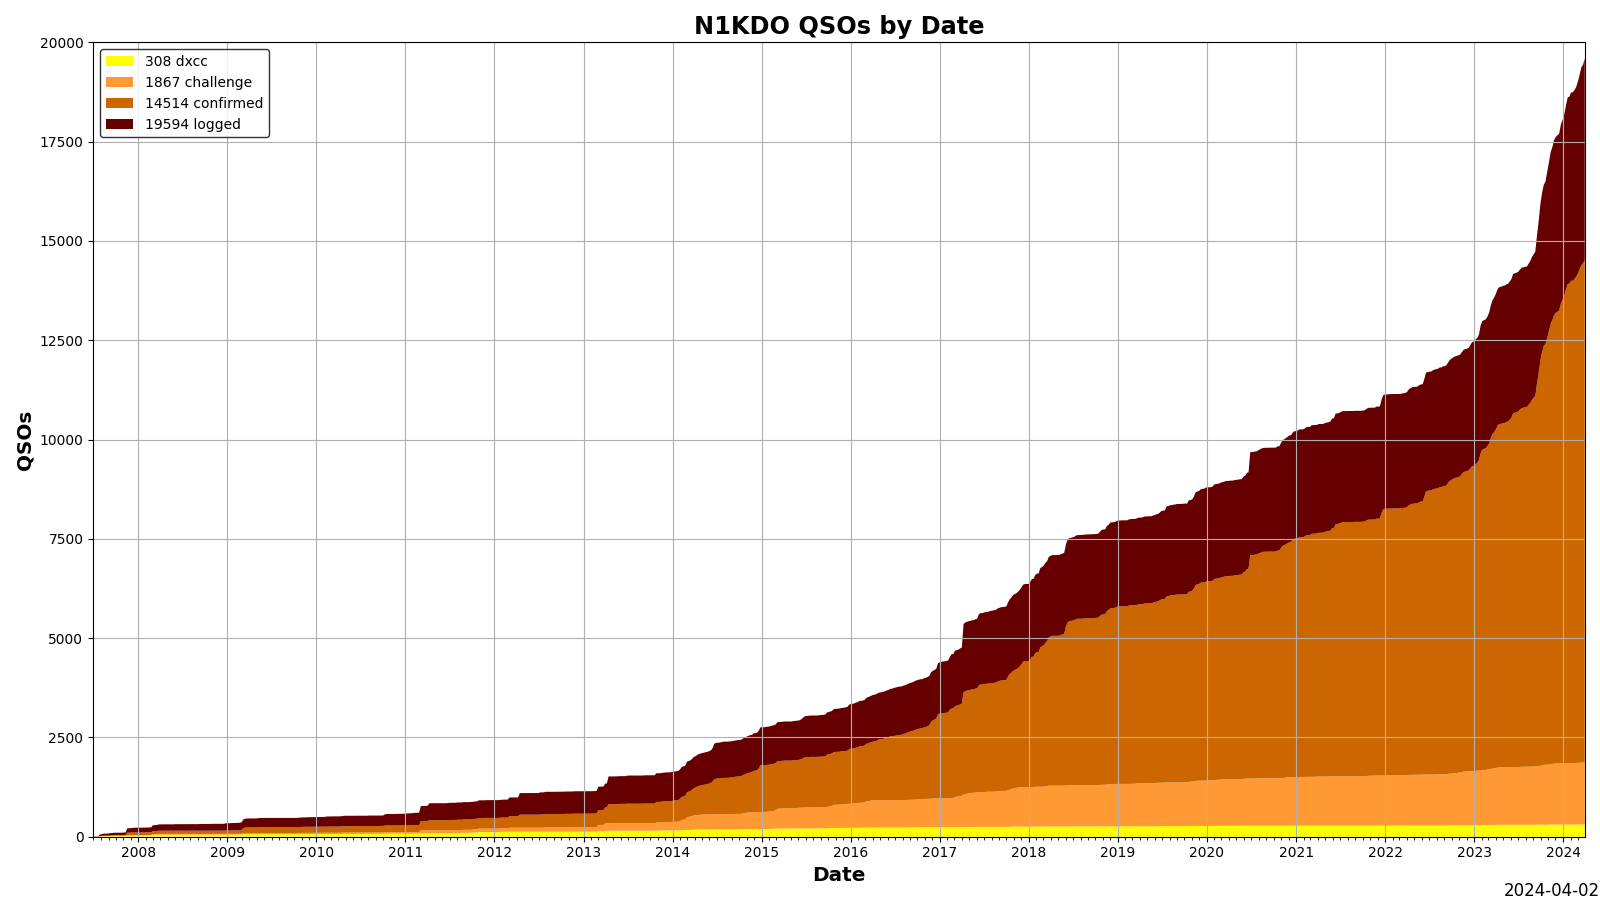 N1KDO QSOs by Date
308 dxcc
1867 challenge
14514 confirmed
19594 logged
20000
17500
15000
12500
10000
7500
5000
2500
0
QSOs
2008 2009 2010 2011 2012 2013 2014 2015 2016 2017 2018 2019 2020 2021 2022 2023 2024
Date
2024-04-02